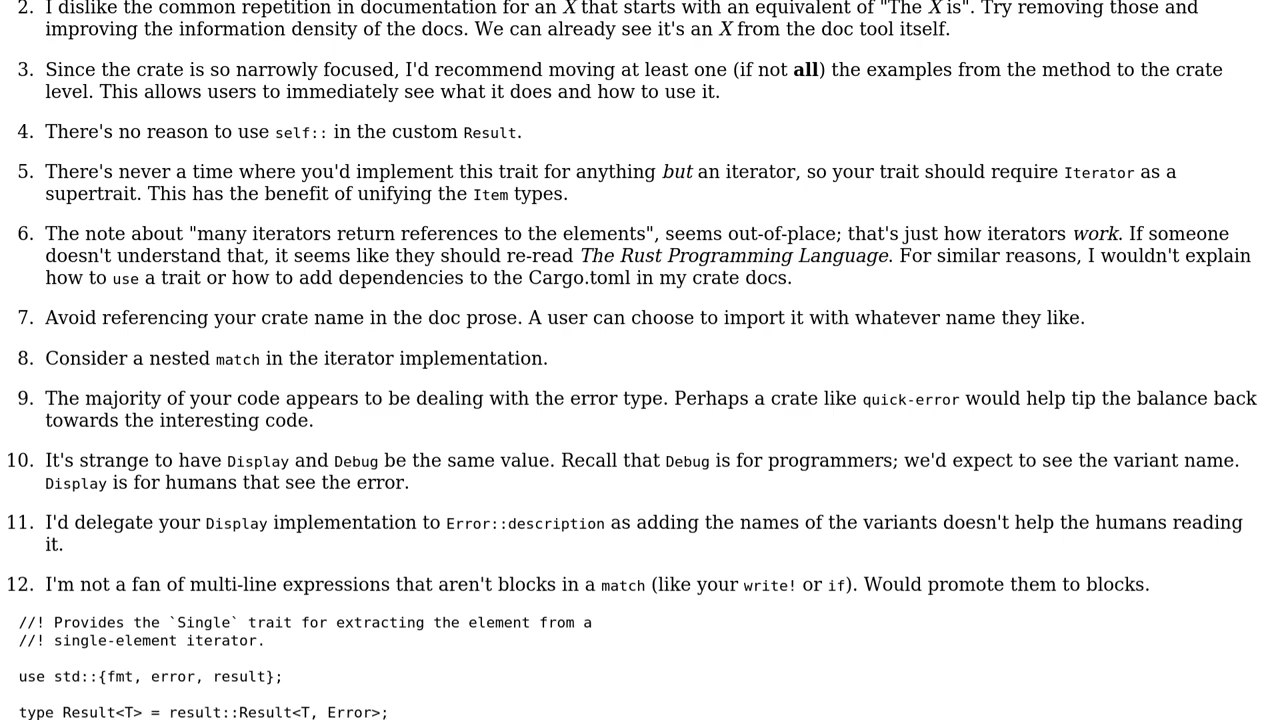 2. I dislike the common repetition in documentation for an X that starts with an equivalent of "The X is". Try removing those and
improving the information density of the docs. We can already see it's an X from the doc tool itself.
3. Since the crate is so narrowly focused, I'd recommend moving at least one (if not all) the examples from the method to the crate
level. This allows users to immediately see what it does and how to use it.
4. There's no reason to use self:: in the custom Result.
5. There's never a time where you'd implement this trait for anything but an iterator, so your trait should require Iterator as a
supertrait. This has the benefit of unifying the Item types.
6. The note about "many iterators return references to the elements", seems out-of-place; that's just how iterators work. If someone
doesn't understand that, it seems like they should re-read The Rust Programming Language. For similar reasons, I wouldn't explain
how to use a trait or how to add dependencies to the Cargo.toml in my crate docs.
7. Avoid referencing your crate name in the doc prose. A user can choose to import it with whatever name they like.
8. Consider a nested match in the iterator implementation.
9. The majority of your code appears to be dealing with the error type. Perhaps a crate like quick-error would help tip the balance back
towards the interesting code.
10. It's strange to have Display and Debug be the same value. Recall that Debug is for programmers; we'd expect to see the variant name.
Display is for humans that see the error.
11. I'd delegate your Display implementation to Error::description as adding the names of the variants doesn't help the humans reading
it.
12. I'm not a fan of multi-line expressions that aren't blocks in a match (like your write! or if). Would promote them to blocks.
//! Provides the `Single` trait for extracting the element from a
//! single-element iterator.
use std::{fmt, error, result};
type Result<T> = result::Result<T, Error>;